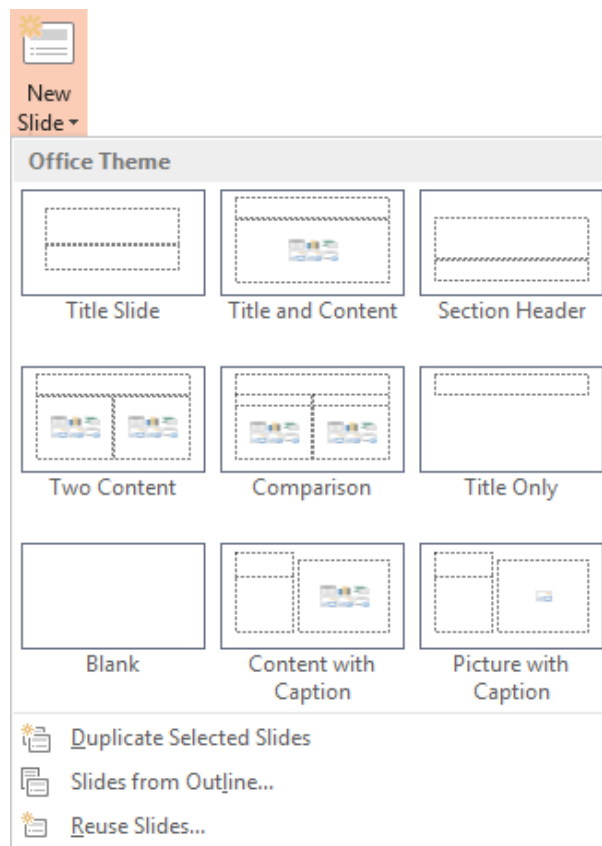 New
Slide
Office Theme
Title Slide
Title and Content
Section Header
Two Content
Comparison
Title Only
Blank
Content with
Caption
Picture with
Caption
Duplicate Selected Slides
Slides from Outline...
Reuse Slides...